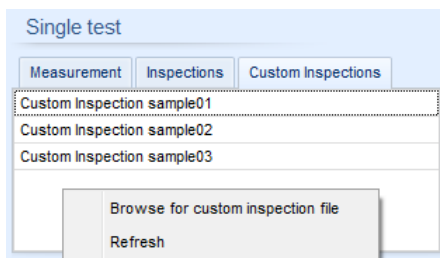 Single test
Measurement Inspections Custom Inspections
Custom Inspection sample01
Custom Inspection sample02
Custom Inspection sample03
Browse for custom inspection file
Refresh